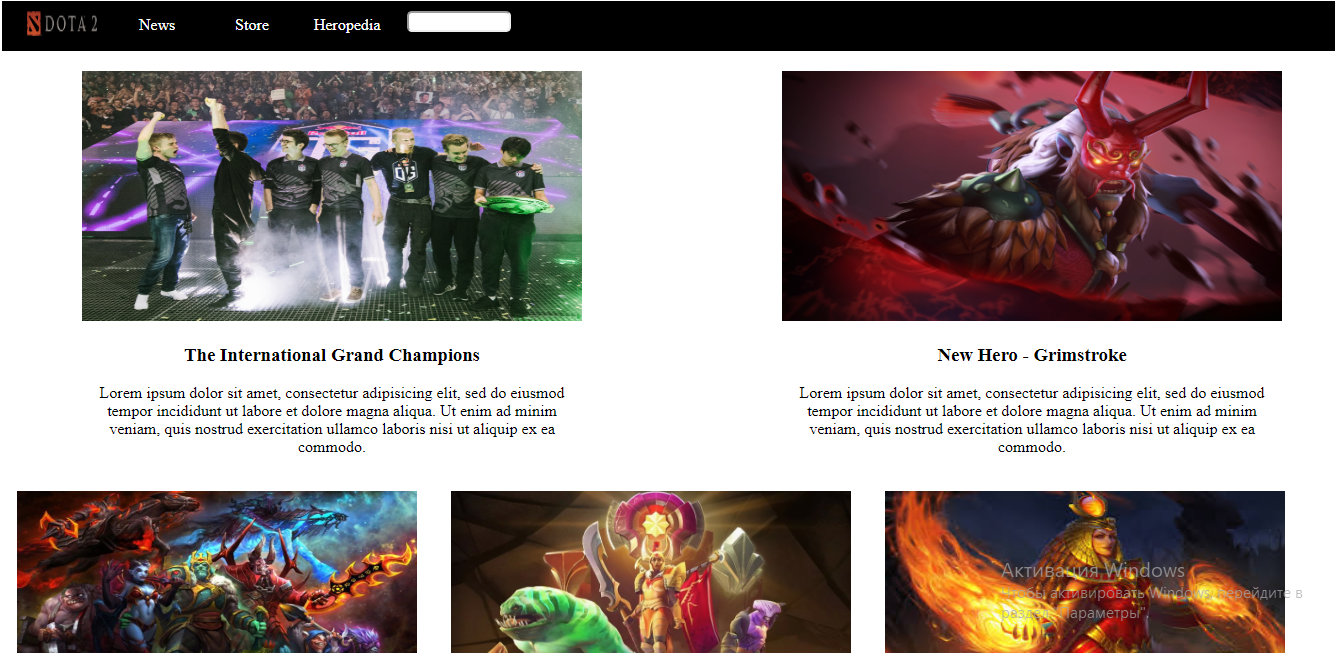 DOTA 2
News
Store
Heropedia
OG
The International Grand Champions
Lorem ipsum dolor sit amet, consectetur adipisicing elit, sed do eiusmod
tempor incididunt ut labore et dolore magna aliqua. Ut enim ad minim
veniam, quis nostrud exercitation ullamco laboris nisi ut aliquip ex ea
commodo.
New Hero - Grimstroke
Lorem ipsum dolor sit amet, consectetur adipisicing elit, sed do eiusmod
tempor incididunt ut labore et dolore magna aliqua. Ut enim ad minim
veniam, quis nostrud exercitation ullamco laboris nisi ut aliquip ex ea
commodo.
Активация Windows
Чтобы активировать Windows, перейдите в
раздел "Параметры".